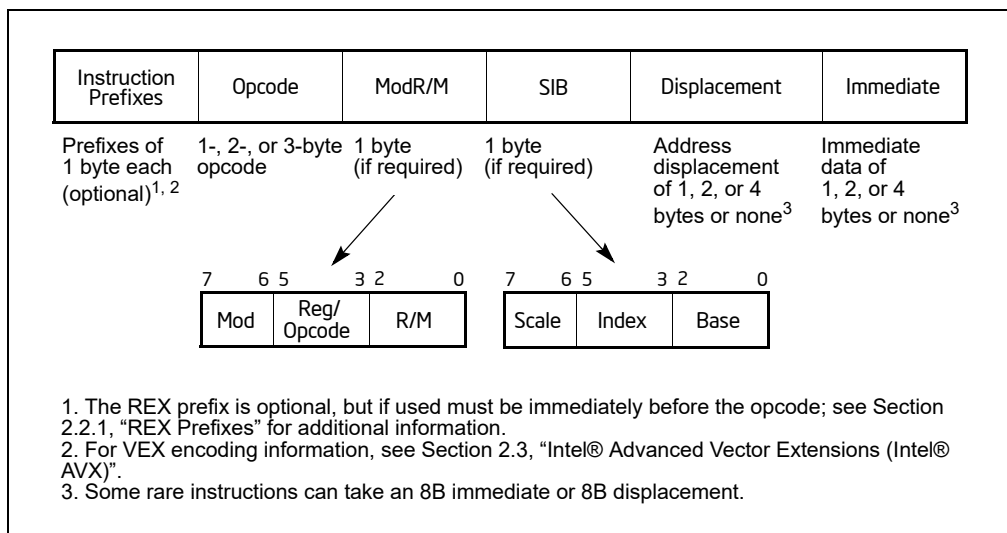 Instruction Prefixes Opcode ModR/M SIB Displacement Immediate
Prefixes of 1 byte each (optional)1, 2
1-, 2-, or 3-byte opcode
1 byte (if required)
1 byte (if required)
Address displacement of 1, 2, or 4 bytes or none3
Immediate data of 1, 2, or 4 bytes or none3
7 6 5 3 2 0
Mod Reg/Opcode R/M
7 6 5 3 2 0
Scale Index Base
1. The REX prefix is optional, but if used must be immediately before the opcode; see Section
2.2.1, “REX Prefixes” for additional information.
2. For VEX encoding information, see Section 2.3, “Intel® Advanced Vector Extensions (Intel®
AVX)”.
3. Some rare instructions can take an 8B immediate or 8B displacement.